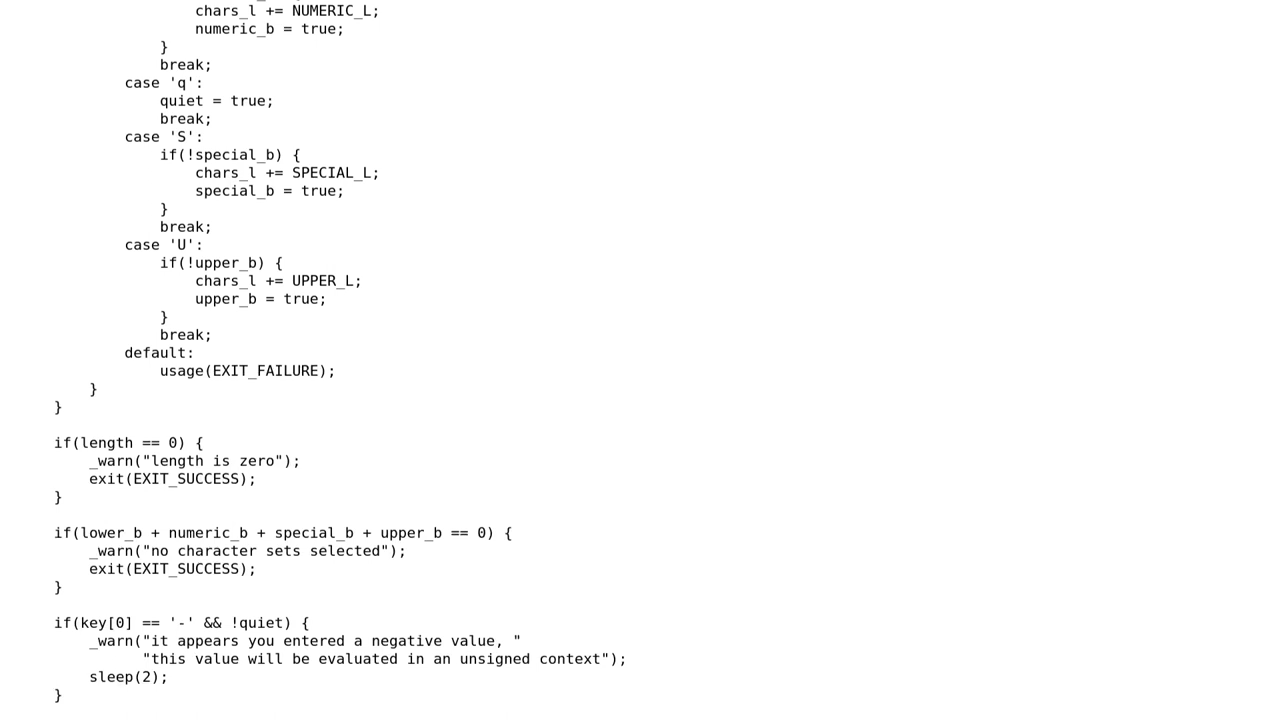 chars_l += NUMERIC_L;
                numeric_b = true;
            }
            break;
        case 'q':
            quiet = true;
            break;
        case 'S':
            if(!special_b) {
                chars_l += SPECIAL_L;
                special_b = true;
            }
            break;
        case 'U':
            if(!upper_b) {
                chars_l += UPPER_L;
                upper_b = true;
            }
            break;
        default:
            usage(EXIT_FAILURE);
    }
}

if(length == 0) {
    _warn("length is zero");
    exit(EXIT_SUCCESS);
}

if(lower_b + numeric_b + special_b + upper_b == 0) {
    _warn("no character sets selected");
    exit(EXIT_SUCCESS);
}

if(key[0] == '-' && !quiet) {
    _warn("it appears you entered a negative value, "
          "this value will be evaluated in an unsigned context");
    sleep(2);
}